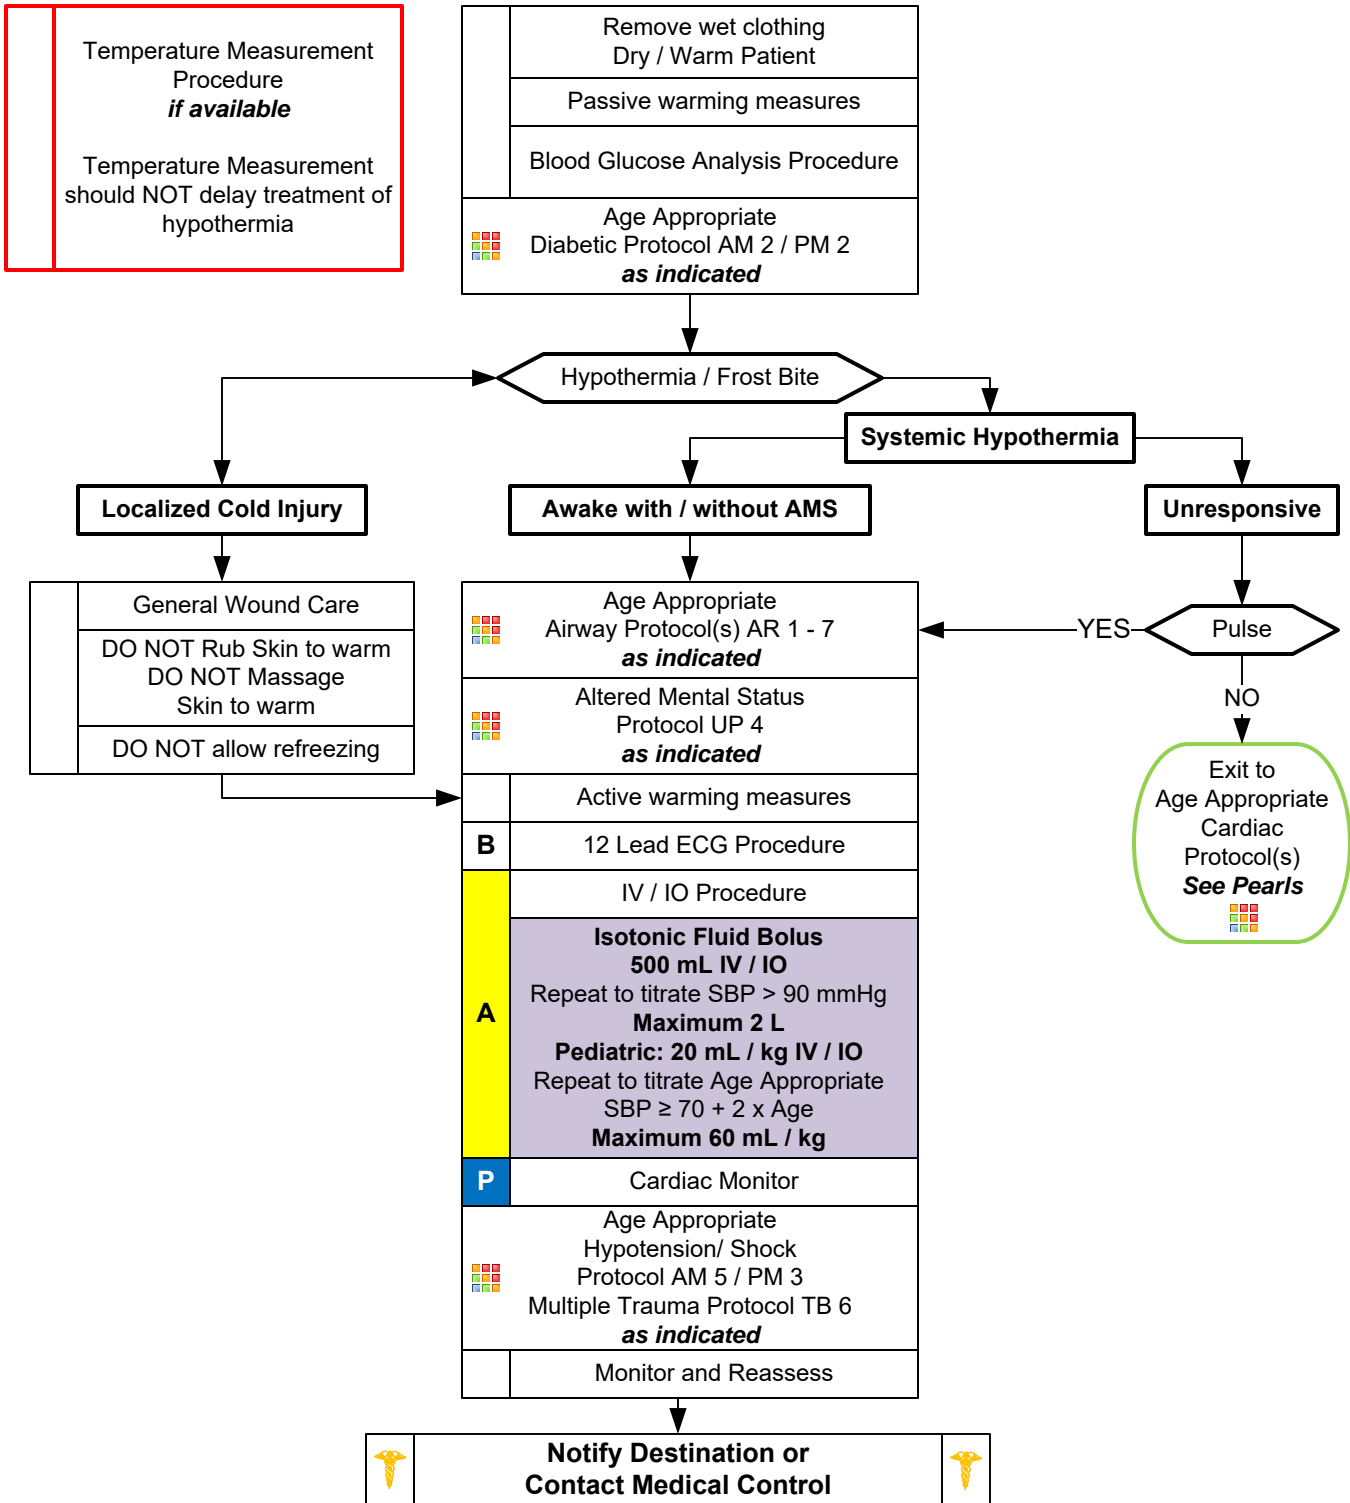 Temperature Measurement
Procedure
if available
Temperature Measurement
should NOT delay treatment of
hypothermia
Remove wet clothing
Dry / Warm Patient
Passive warming measures
Blood Glucose Analysis Procedure
Age Appropriate
Diabetic Protocol AM 2 / PM 2
as indicated
Hypothermia / Frost Bite
Systemic Hypothermia
Localized Cold Injury
Awake with / without AMS
Unresponsive
General Wound Care
DO NOT Rub Skin to warm
DO NOT Massage
Skin to warm
DO NOT allow refreezing
Age Appropriate
Airway Protocol(s) AR 1 - 7
as indicated
YES
Pulse
NO
Altered Mental Status
Protocol UP 4
as indicated
Exit to
Age Appropriate
Cardiac
Protocol(s)
See Pearls
Active warming measures
B
12 Lead ECG Procedure
A
IV / IO Procedure
Isotonic Fluid Bolus
500 mL IV / IO
Repeat to titrate SBP > 90 mmHg
Maximum 2 L
Pediatric: 20 mL / kg IV / IO
Repeat to titrate Age Appropriate
SBP ≥ 70 + 2 x Age
Maximum 60 mL / kg
P
Cardiac Monitor
Age Appropriate
Hypotension/ Shock
Protocol AM 5 / PM 3
Multiple Trauma Protocol TB 6
as indicated
Monitor and Reassess
Notify Destination or
Contact Medical Control